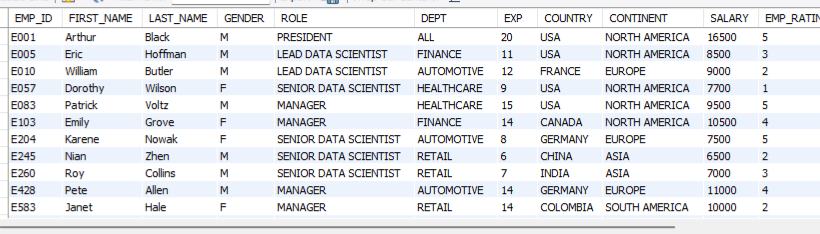 EMP_ID FIRST_NAME LAST_NAME GENDER ROLE DEPT EXP COUNTRY CONTINENT SALARY EMP_RATIN
E001 Arthur Black M PRESIDENT ALL 20 USA NORTH AMERICA 16500 5
E005 Eric Hoffman M LEAD DATA SCIENTIST FINANCE 11 USA NORTH AMERICA 8500 3
E010 William Butler M LEAD DATA SCIENTIST AUTOMOTIVE 12 FRANCE EUROPE 9000 2
E057 Dorothy Wilson F SENIOR DATA SCIENTIST HEALTHCARE 9 USA NORTH AMERICA 7700 1
E083 Patrick Voltz M MANAGER HEALTHCARE 15 USA NORTH AMERICA 9500 5
E103 Emily Grove F MANAGER FINANCE 14 CANADA NORTH AMERICA 10500 4
E204 Karene Nowak F SENIOR DATA SCIENTIST AUTOMOTIVE 8 GERMANY EUROPE 7500 5
E245 Nian Zhen M SENIOR DATA SCIENTIST RETAIL 6 CHINA ASIA 6500 2
E260 Roy Collins M SENIOR DATA SCIENTIST RETAIL 7 INDIA ASIA 7000 3
E428 Pete Allen M MANAGER AUTOMOTIVE 14 GERMANY EUROPE 11000 4
E583 Janet Hale F MANAGER RETAIL 14 COLOMBIA SOUTH AMERICA 10000 2